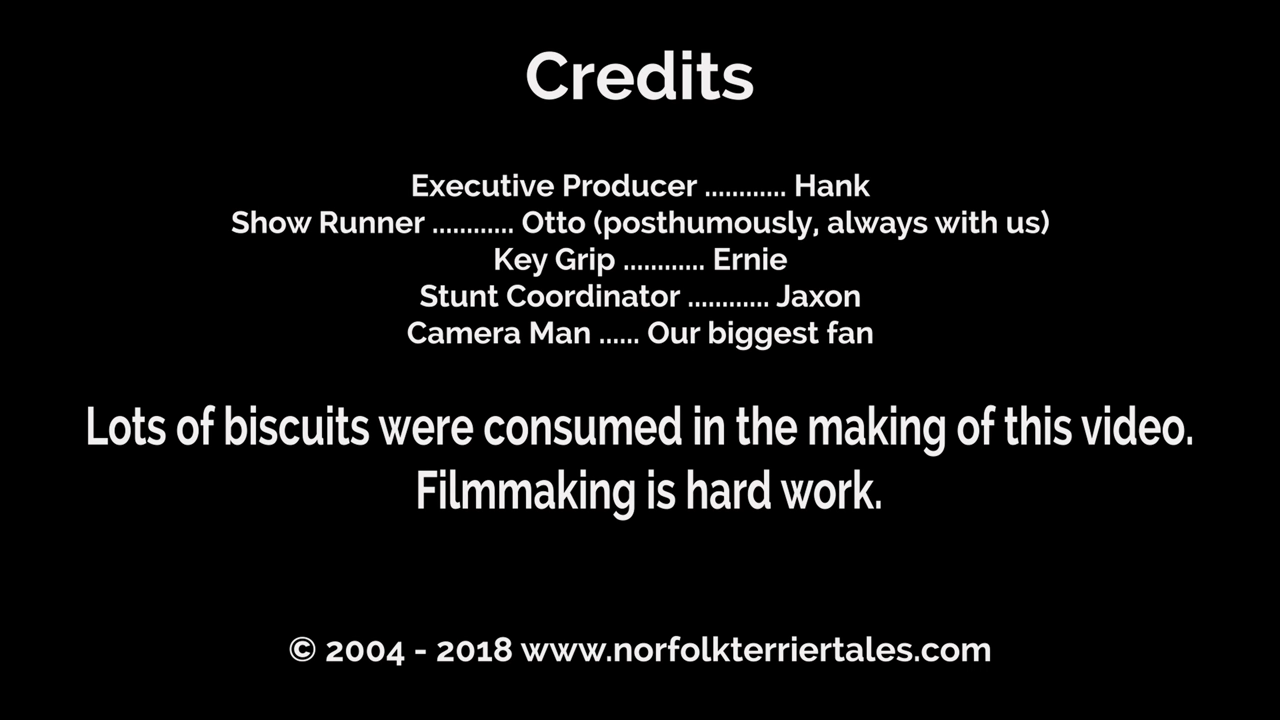 Credits
Executive Producer ............ Hank
Show Runner ............ Otto (posthumously, always with us)
Key Grip ............ Ernie
Stunt Coordinator ............ Jaxon
Camera Man ...... Our biggest fan
Lots of biscuits were consumed in the making of this video.
Filmmaking is hard work.
© 2004 - 2018 www.norfolkterriertales.com